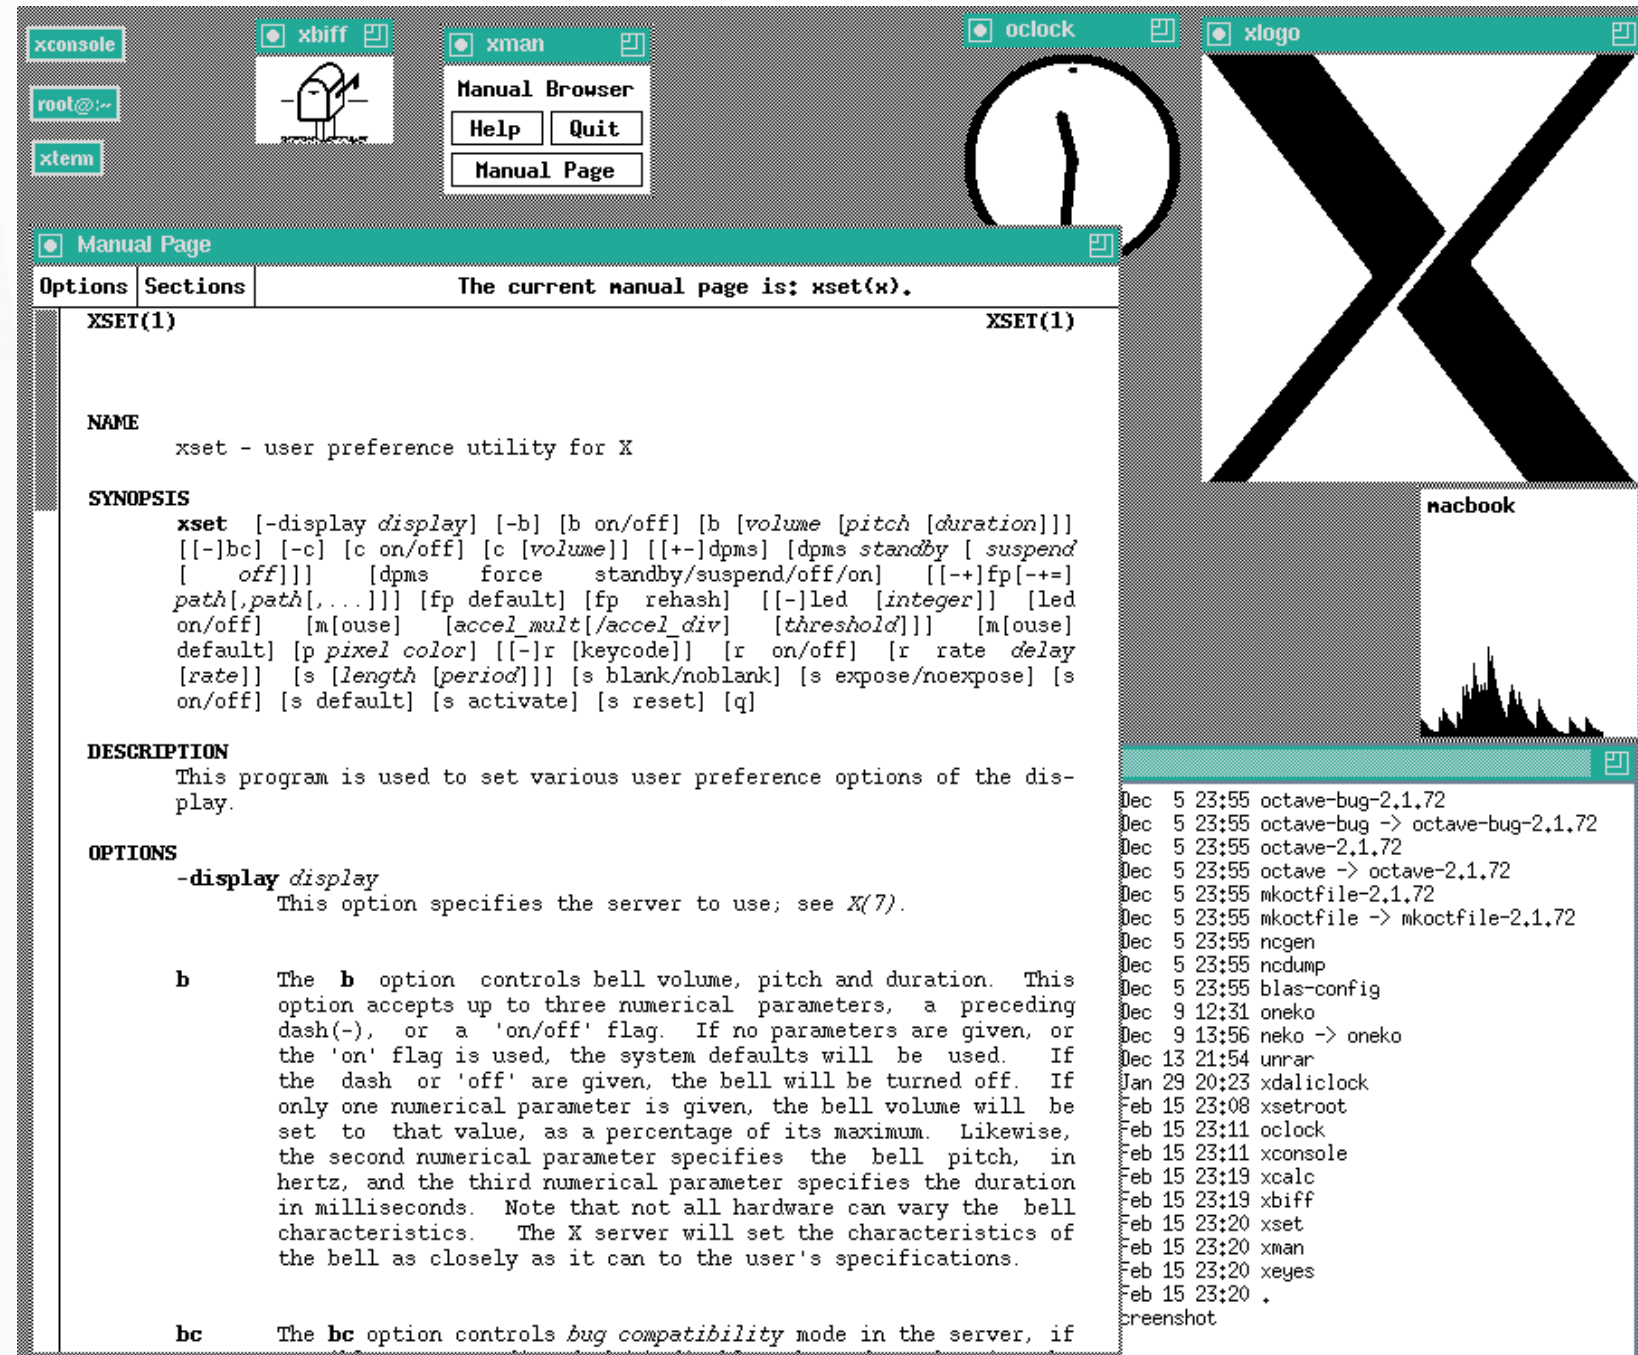 xconsole
root@:~
xterm
xbiff
xman
Manual Browser
Help Quit
Manual Page
oclock
xlogo
Manual Page
Options Sections The current manual page is: xset(x).
XSET(1) XSET(1)
NAME
xset - user preference utility for X
SYNOPSIS
xset [-display display] [-b] [b on/off] [b [volume [pitch [duration]]]
[[-]bc] [-c] [c on/off] [c [volume]] [[+-]dpms] [dpms standby [ suspend
[ off]]] [dpms force standby/suspend/off/on] [[-+]fp[-+=]
path[,path[,...]]] [fp default] [fp rehash] [[-]led [integer]] [led
on/off] [m[ouse] [accel_mult[/accel_div] [threshold]]] [m[ouse]
default] [p pixel color] [[-]r [keycode]] [r on/off] [r rate delay
[rate]] [s [length [period]]] [s blank/noblank] [s expose/noexpose] [s
on/off] [s default] [s activate] [s reset] [q]
DESCRIPTION
This program is used to set various user preference options of the dis-
play.
OPTIONS
-display display
This option specifies the server to use; see X(7).
b The b option controls bell volume, pitch and duration. This
option accepts up to three numerical parameters, a preceding
dash(-), or a 'on/off' flag. If no parameters are given, or
the 'on' flag is used, the system defaults will be used. If
the dash or 'off' are given, the bell will be turned off. If
only one numerical parameter is given, the bell volume will be
set to that value, as a percentage of its maximum. Likewise,
the second numerical parameter specifies the bell pitch, in
hertz, and the third numerical parameter specifies the duration
in milliseconds. Note that not all hardware can vary the bell
characteristics. The X server will set the characteristics of
the bell as closely as it can to the user's specifications.
bc The bc option controls bug compatibility mode in the server, if
macbook
Dec 5 23:55 octave-bug-2.1.72
Dec 5 23:55 octave-bug -> octave-bug-2.1.72
Dec 5 23:55 octave-2.1.72
Dec 5 23:55 octave -> octave-2.1.72
Dec 5 23:55 mkoctfile-2.1.72
Dec 5 23:55 mkoctfile -> mkoctfile-2.1.72
Dec 5 23:55 ncgen
Dec 5 23:55 ncdump
Dec 5 23:55 blas-config
Dec 9 12:31 oneko
Dec 9 13:56 neko -> oneko
Dec 13 21:54 unrar
Jan 29 20:23 xdaliclock
Feb 15 23:08 xsetroot
Feb 15 23:11 oclock
Feb 15 23:11 xconsole
Feb 15 23:19 xcalc
Feb 15 23:19 xbiff
Feb 15 23:20 xset
Feb 15 23:20 xman
Feb 15 23:20 xeyes
Feb 15 23:20 .
creenshot